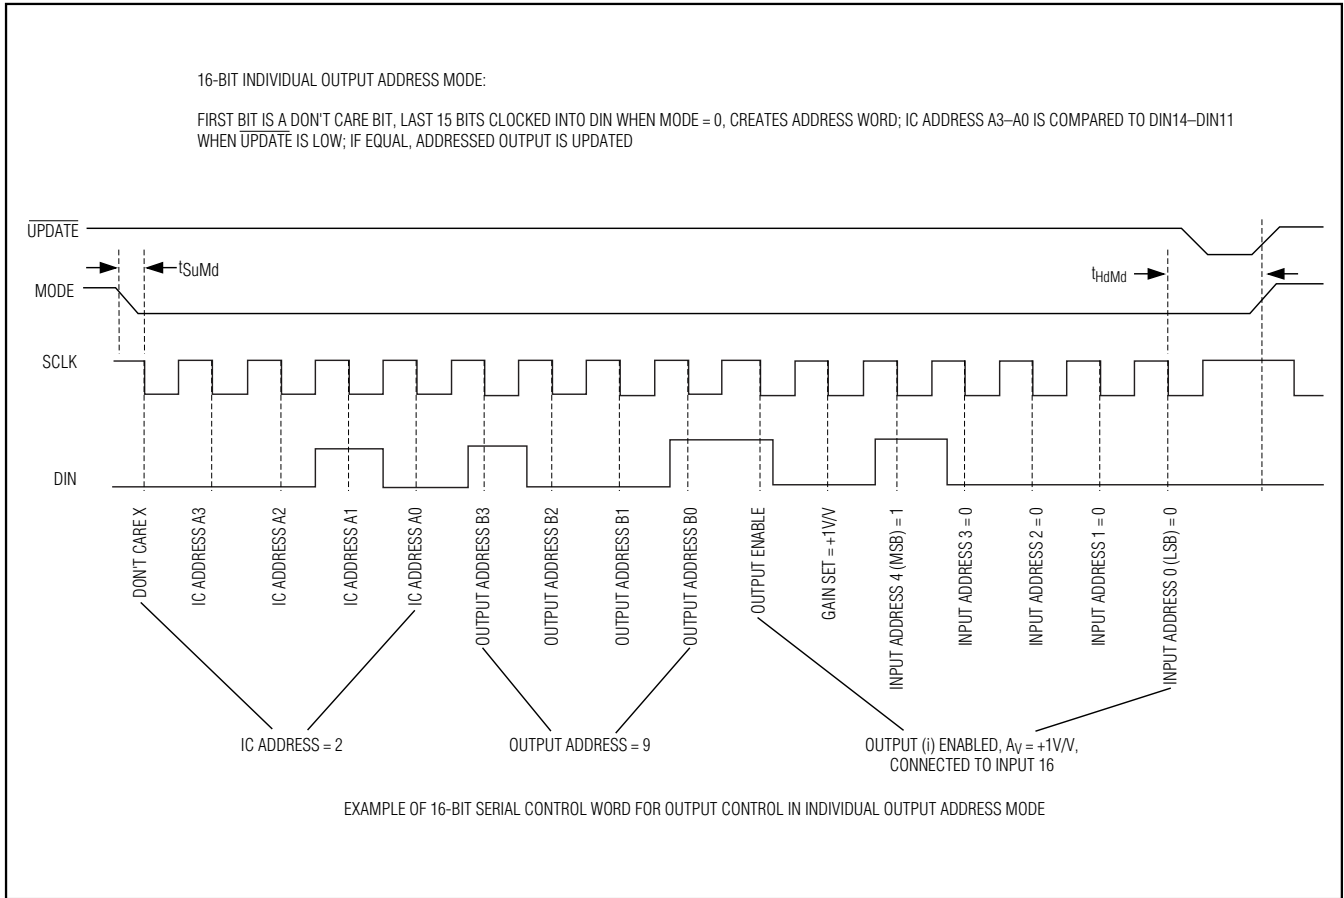 16-BIT INDIVIDUAL OUTPUT ADDRESS MODE:
FIRST BIT IS A DON'T CARE BIT, LAST 15 BITS CLOCKED INTO DIN WHEN MODE = 0, CREATES ADDRESS WORD; IC ADDRESS A3–A0 IS COMPARED TO DIN14–DIN11
WHEN UPDATE IS LOW; IF EQUAL, ADDRESSED OUTPUT IS UPDATED
UPDATE
tSuMd
tHdMd
MODE
SCLK
DIN
DON'T CARE X
IC ADDRESS A3
IC ADDRESS A2
IC ADDRESS A1
IC ADDRESS A0
OUTPUT ADDRESS B3
OUTPUT ADDRESS B2
OUTPUT ADDRESS B1
OUTPUT ADDRESS B0
OUTPUT ENABLE
GAIN SET = +1V/V
INPUT ADDRESS 4 (MSB) = 1
INPUT ADDRESS 3 = 0
INPUT ADDRESS 2 = 0
INPUT ADDRESS 1 = 0
INPUT ADDRESS 0 (LSB) = 0
IC ADDRESS = 2
OUTPUT ADDRESS = 9
OUTPUT (i) ENABLED, AV = +1V/V,
CONNECTED TO INPUT 16
EXAMPLE OF 16-BIT SERIAL CONTROL WORD FOR OUTPUT CONTROL IN INDIVIDUAL OUTPUT ADDRESS MODE